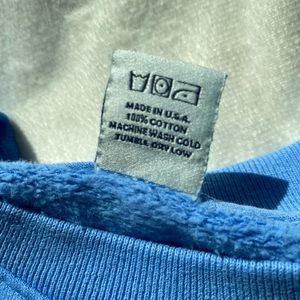 MADE IN U.S.A.
100% COTTON
MACHINE WASH COLD
TUMBLE DRY LOW